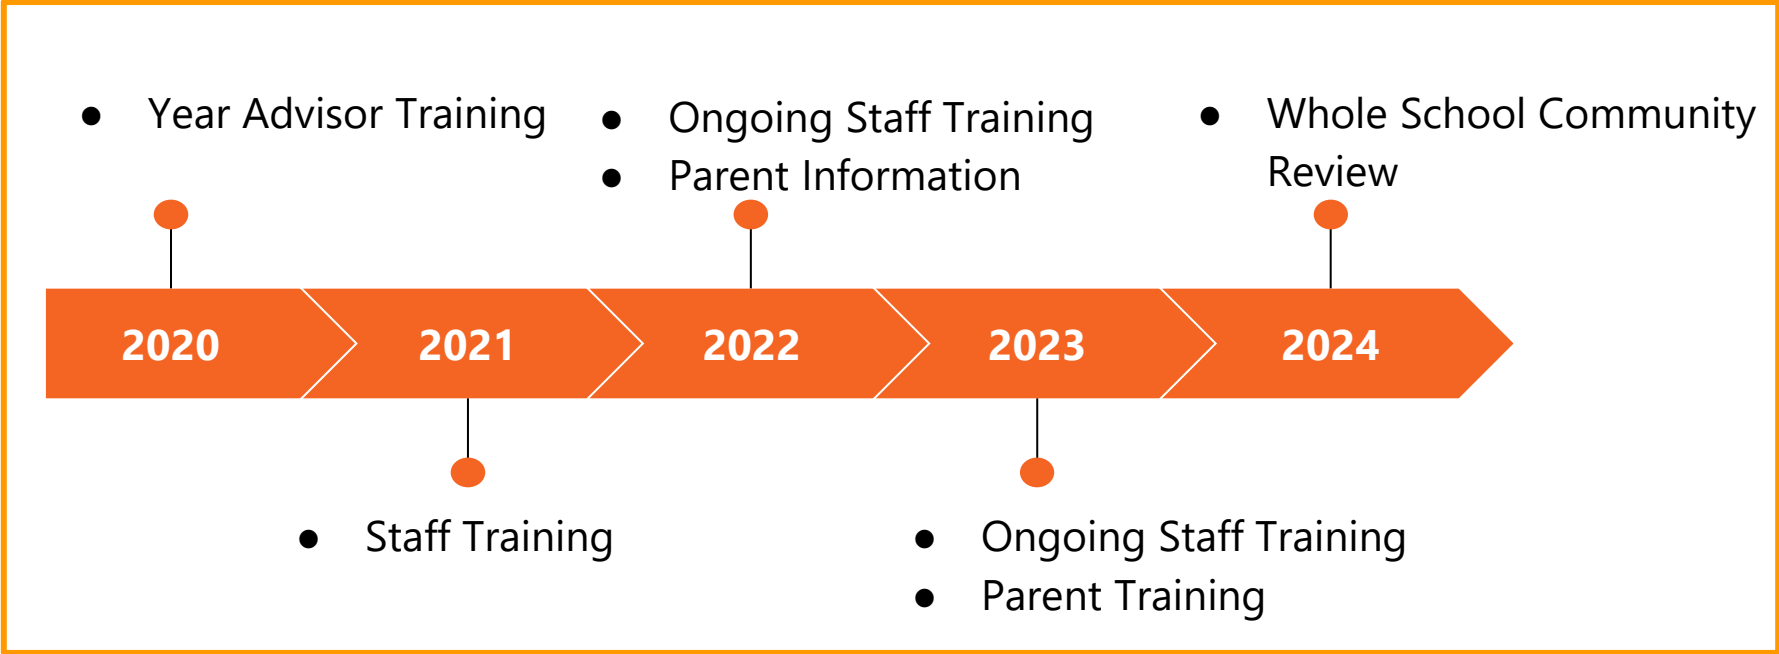 ● Year Advisor Training
● Ongoing Staff Training
● Parent Information
● Whole School Community
Review
2020
2021
2022
2023
2024
● Staff Training
● Ongoing Staff Training
● Parent Training